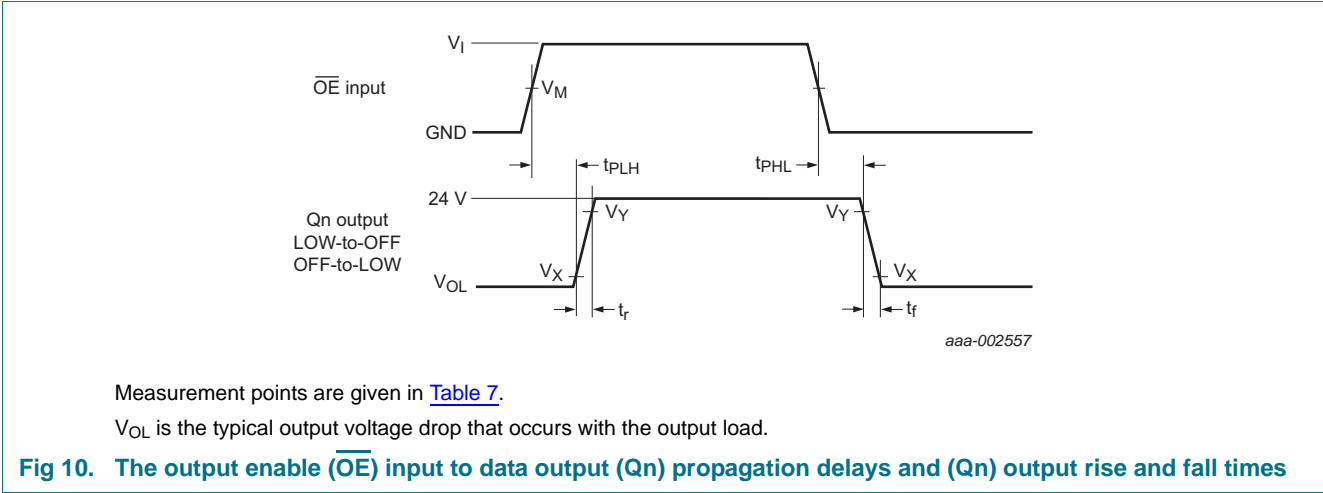 V_I
O̅E̅ input
V_M
GND
t_PLH
t_PHL
24 V
V_Y
V_Y
Qn output
LOW-to-OFF
OFF-to-LOW
V_X
V_X
V_OL
t_r
t_f
aaa-002557
Measurement points are given in Table 7.
V_OL is the typical output voltage drop that occurs with the output load.
Fig 10. The output enable (O̅E̅) input to data output (Qn) propagation delays and (Qn) output rise and fall times